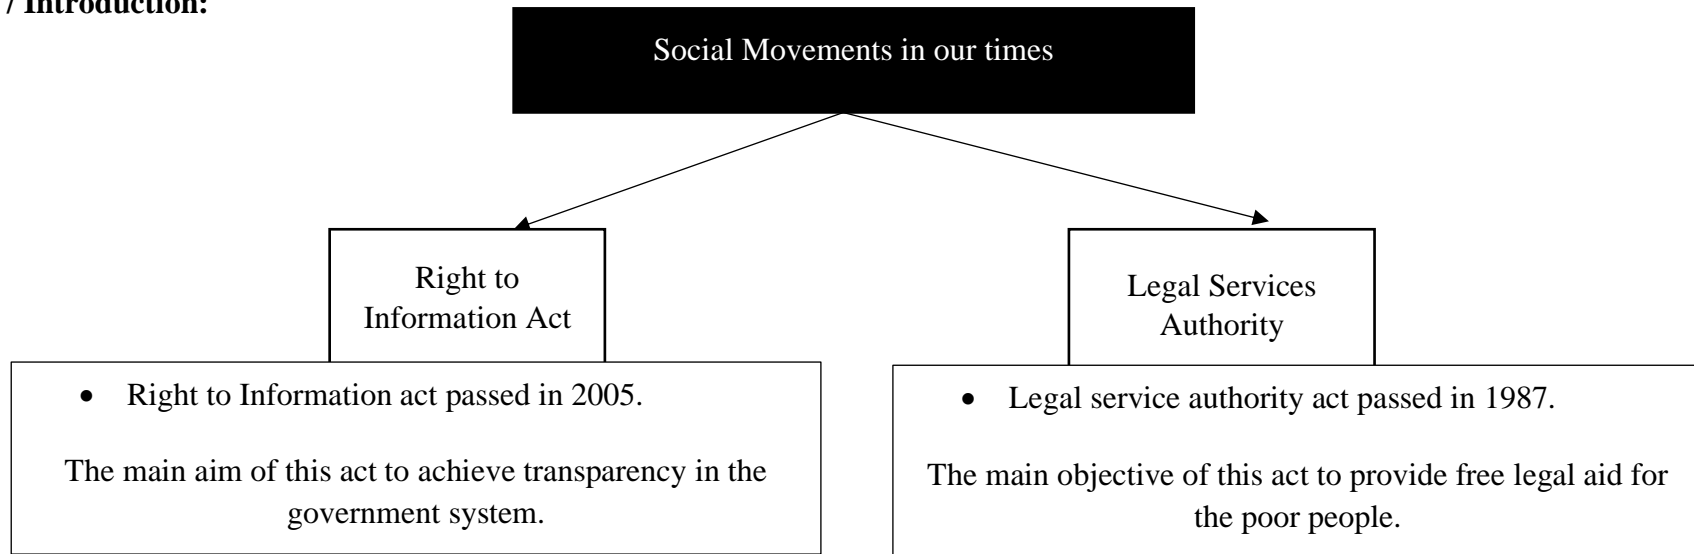 / Introduction:
Social Movements in our times
Right to
Information Act
Legal Services
Authority
• Right to Information act passed in 2005.
The main aim of this act to achieve transparency in the
government system.
• Legal service authority act passed in 1987.
The main objective of this act to provide free legal aid for
the poor people.